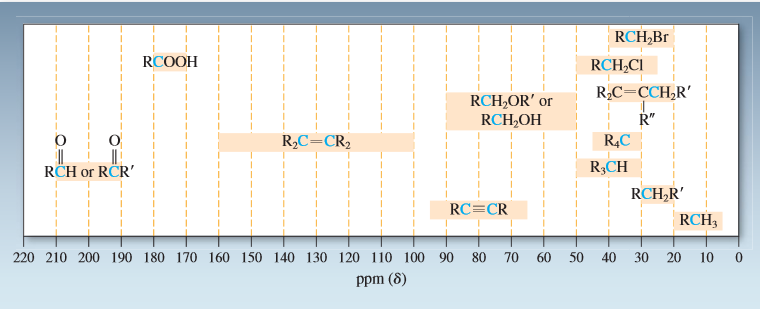 RCH₂Br
RCOOH
RCH₂Cl
R₂C=CCH₂R′
R″
RCH₂OR′ or
RCH₂OH
O O
R₂C=CR₂
R₄C
RCH or RCR′
R₃CH
RCH₂R′
RC≡CR
RCH₃
220 210 200 190 180 170 160 150 140 130 120 110 100 90 80 70 60 50 40 30 20 10 0
ppm (δ)